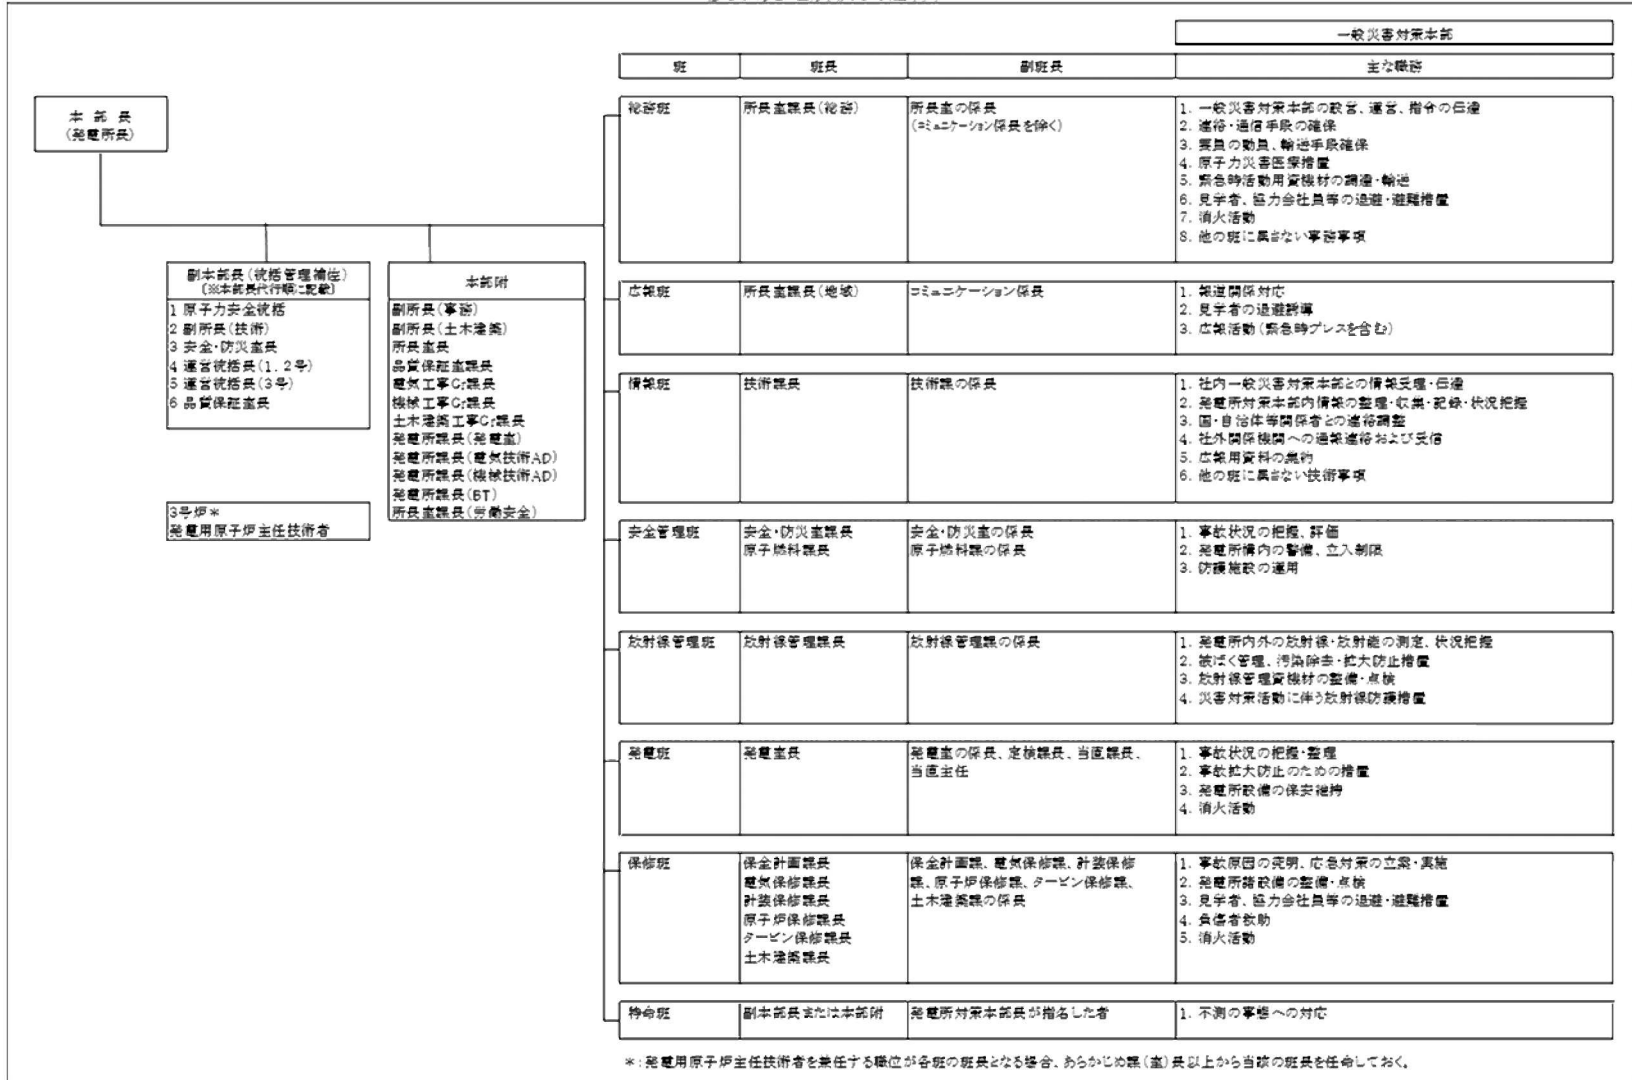 一般災害対策本部
班 班長 副班長 主な職務
本部長
(発電所長)
副本部長(統括管理補佐)
〔※本部長代行順に記載〕
1 原子力安全統括
2 副所長(技術)
3 安全・防災室長
4 運営統括長(1.2号)
5 運営統括長(3号)
6 品質保証室長
3号炉*
発電用原子炉主任技術者
本部附
副所長(事務)
副所長(土木建築)
所長室長
品質保証室課長
電気工事Gr課長
機械工事Gr課長
土木建築工事Gr課長
発電所課長(発電室)
発電所課長(電気技術AD)
発電所課長(機械技術AD)
発電所課長(BT)
所長室課長(労働安全)
総務班 所長室課長(総務) 所長室の係長
(コミュニケーション係長を除く)
1. 一般災害対策本部の設営、運営、指令の伝達
2. 連絡・通信手段の確保
3. 要員の動員、輸送手段確保
4. 原子力災害医療措置
5. 緊急時活動用資機材の調達・輸送
6. 見学者、協力会社員等の退避・避難措置
7. 消火活動
8. 他の班に属さない事務事項
広報班 所長室課長(地域) コミュニケーション係長
1. 報道関係対応
2. 見学者の退避誘導
3. 広報活動(緊急時プレスを含む)
情報班 技術課長 技術課の係長
1. 社内一般災害対策本部との情報受理・伝達
2. 発電所対策本部内情報の整理・収集・記録・状況把握
3. 国・自治体等関係者との連絡調整
4. 社外関係機関への通報連絡および受信
5. 広報用資料の集約
6. 他の班に属さない技術事項
安全管理班 安全・防災室課長 安全・防災室の係長
原子燃料課長 原子燃料課の係長
1. 事故状況の把握、評価
2. 発電所構内の警備、立入制限
3. 防護施設の運用
放射線管理班 放射線管理課長 放射線管理課の係長
1. 発電所内外の放射線・放射能の測定、状況把握
2. 被ばく管理、汚染除去・拡大防止措置
3. 放射線管理資機材の整備・点検
4. 災害対策活動に伴う放射線防護措置
発電班 発電室長 発電室の係長、定検課長、当直課長、
当直主任
1. 事故状況の把握・整理
2. 事故拡大防止のための措置
3. 発電所設備の保安維持
4. 消火活動
保修班 保全計画課長 保全計画課、電気保修課、計装保修
電気保修課長 課、原子炉保修課、タービン保修課、
計装保修課長 土木建築課の係長
原子炉保修課長
タービン保修課長
土木建築課長
1. 事故原因の究明、応急対策の立案・実施
2. 発電所諸設備の整備・点検
3. 見学者、協力会社員等の退避・避難措置
4. 負傷者救助
5. 消火活動
特命班 副本部長または本部附 発電所対策本部長が指名した者 1. 不測の事態への対応
*:発電用原子炉主任技術者を兼任する職位が各班の班長となる場合、あらかじめ課(室)長以上から当該の班長を任命しておく。